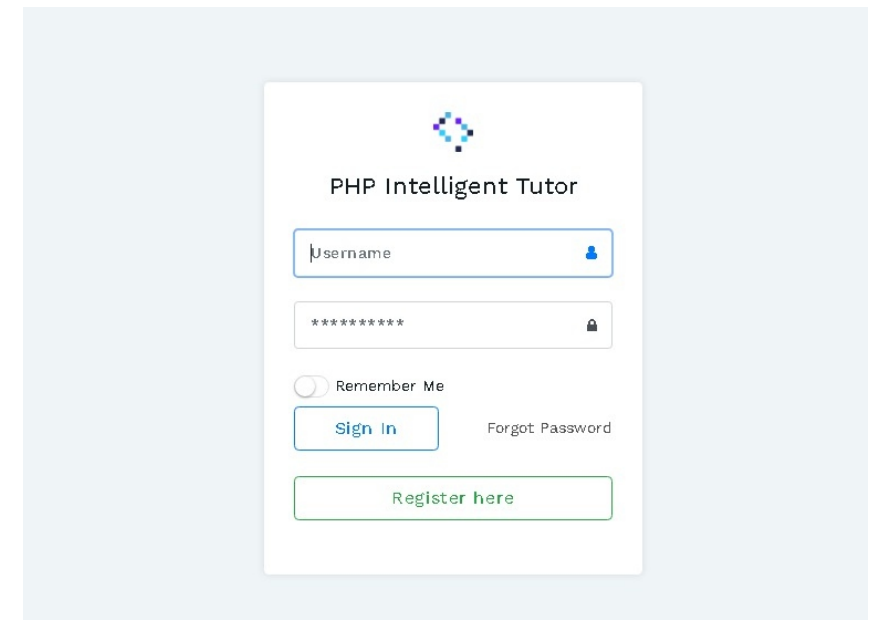 PHP Intelligent Tutor
Username
**********
Remember Me
Sign In
Forgot Password
Register here